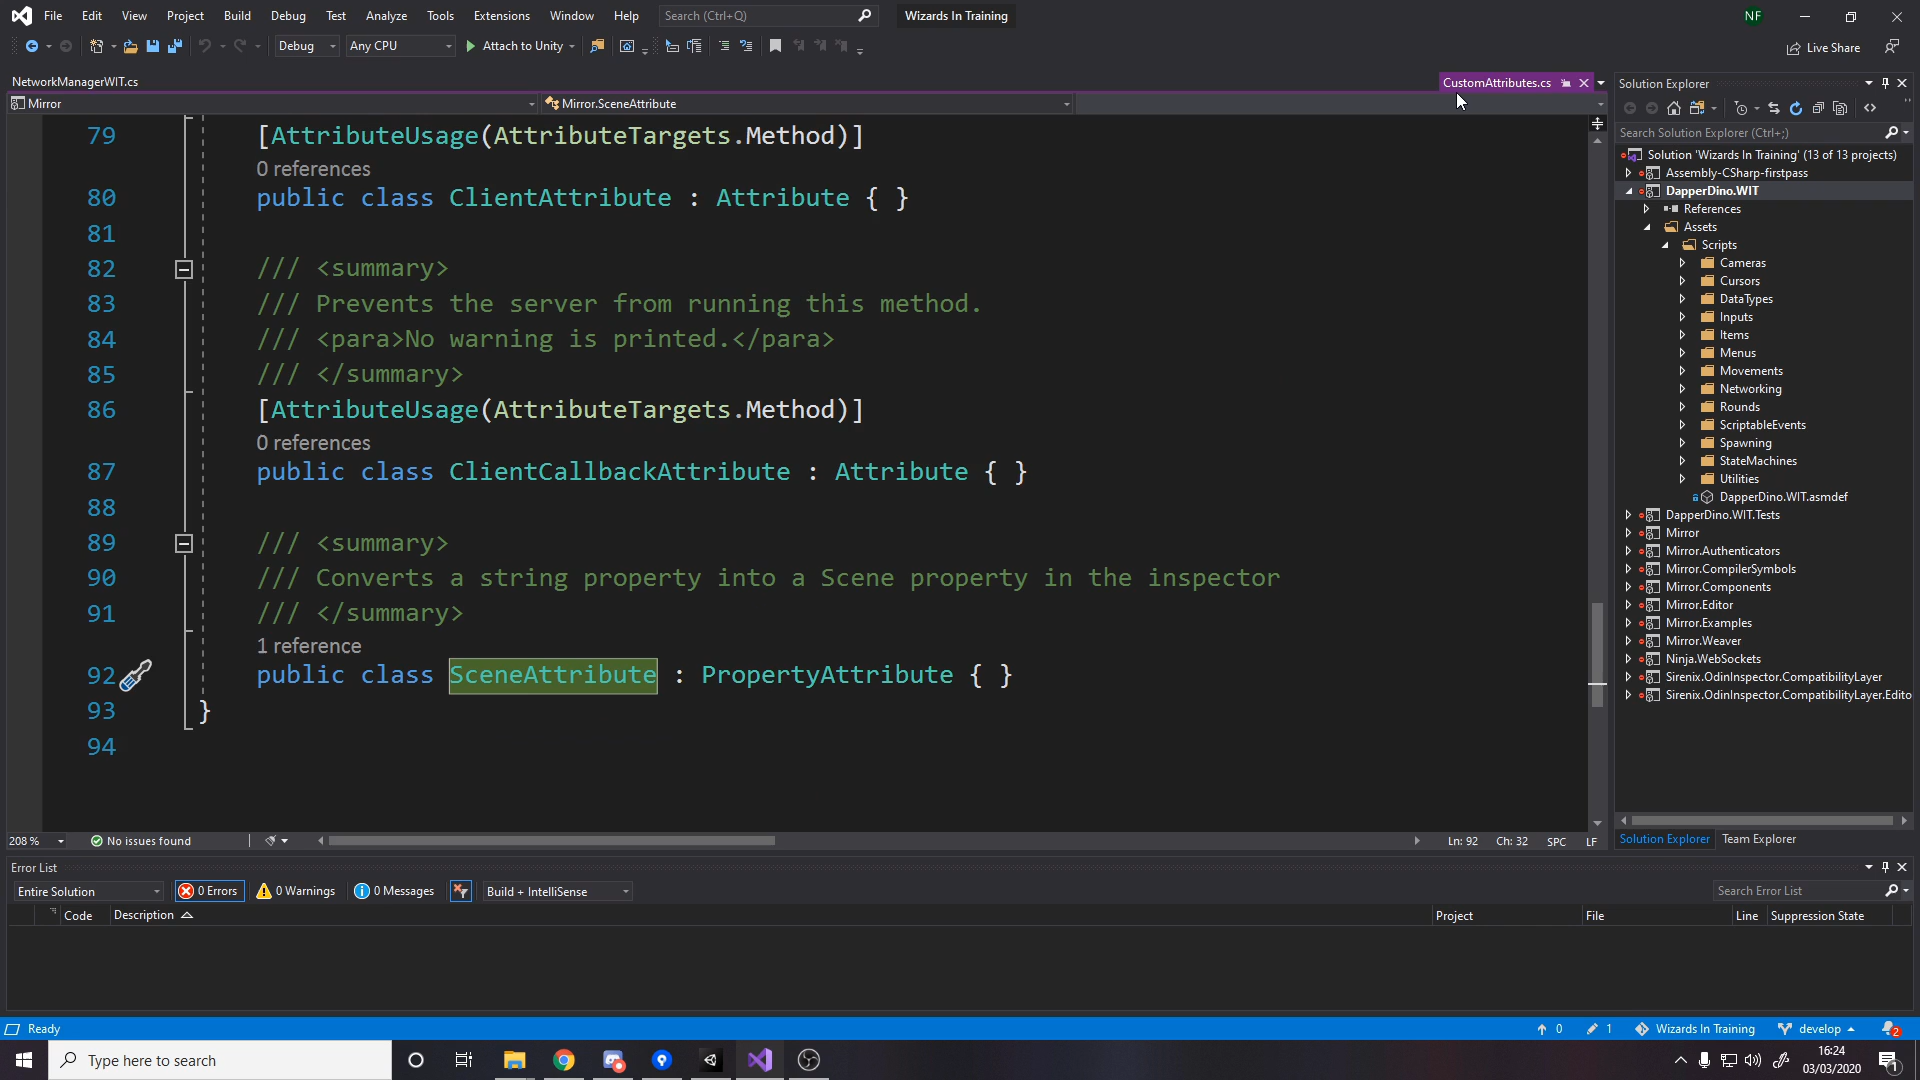 File Edit View Project Build Debug Test Analyze Tools Extensions Window Help Search (Ctrl+Q) Wizards In Training NF
Debug Any CPU Attach to Unity Live Share
NetworkManagerWIT.cs CustomAttributes.cs
Mirror Mirror.SceneAttribute
79 [AttributeUsage(AttributeTargets.Method)]
0 references
80 public class ClientAttribute : Attribute { }
81
82 /// <summary>
83 /// Prevents the server from running this method.
84 /// <para>No warning is printed.</para>
85 /// </summary>
86 [AttributeUsage(AttributeTargets.Method)]
0 references
87 public class ClientCallbackAttribute : Attribute { }
88
89 /// <summary>
90 /// Converts a string property into a Scene property in the inspector
91 /// </summary>
1 reference
92 public class SceneAttribute : PropertyAttribute { }
93 }
94
208 % No issues found Ln: 92 Ch: 32 SPC LF
Solution Explorer
Search Solution Explorer (Ctrl+;)
Solution 'Wizards In Training' (13 of 13 projects)
Assembly-CSharp-firstpass
DapperDino.WIT
References
Assets
Scripts
Cameras
Cursors
DataTypes
Inputs
Items
Menus
Movements
Networking
Rounds
ScriptableEvents
Spawning
StateMachines
Utilities
DapperDino.WIT.asmdef
DapperDino.WIT.Tests
Mirror
Mirror.Authenticators
Mirror.CompilerSymbols
Mirror.Components
Mirror.Editor
Mirror.Examples
Mirror.Weaver
Ninja.WebSockets
Sirenix.OdinInspector.CompatibilityLayer
Sirenix.OdinInspector.CompatibilityLayer.Edito
Solution Explorer Team Explorer
Error List
Entire Solution 0 Errors 0 Warnings 0 Messages Build + IntelliSense Search Error List
Code Description Project File Line Suppression State
Ready 0 1 Wizards In Training develop 2
Type here to search 16:24
03/03/2020 1